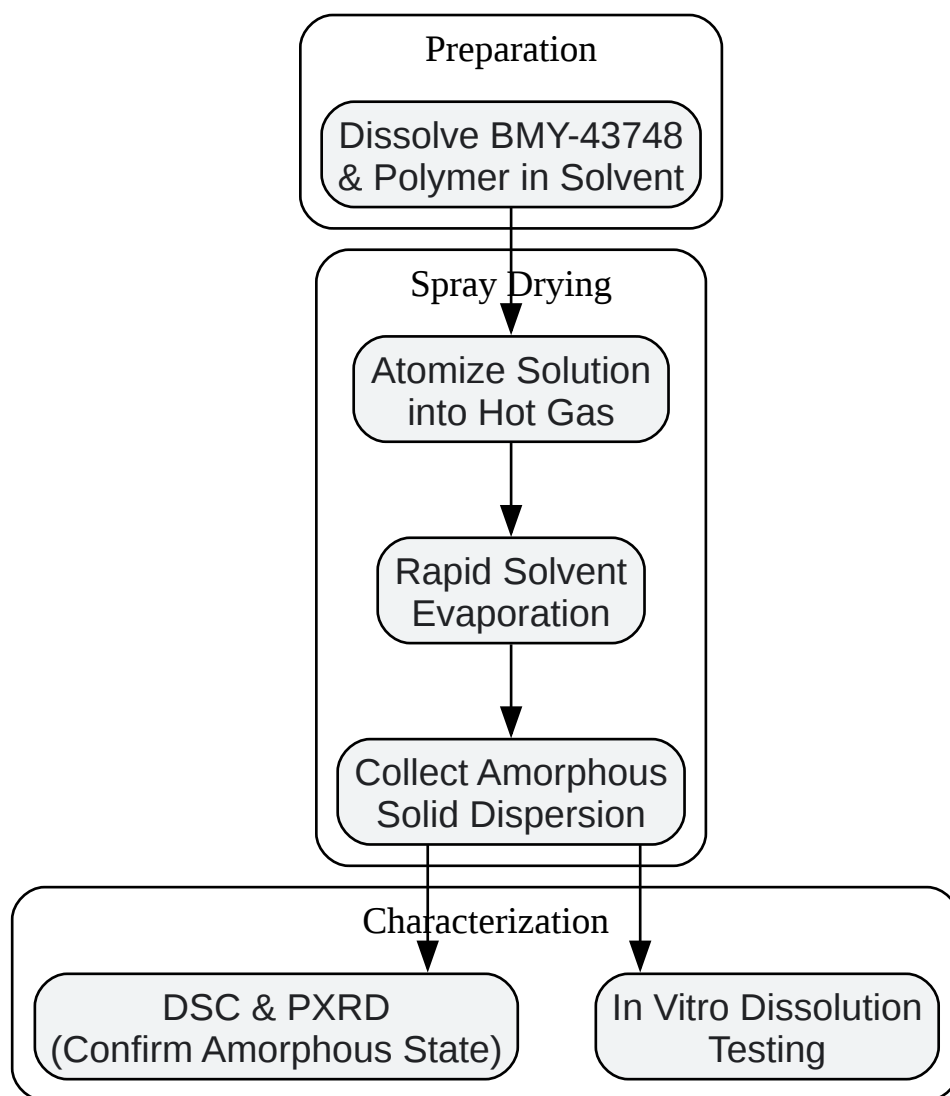 Preparation
Dissolve BMY-43748
& Polymer in Solvent
Spray Drying
Atomize Solution
into Hot Gas
Rapid Solvent
Evaporation
Collect Amorphous
Solid Dispersion
Characterization
DSC & PXRD
(Confirm Amorphous State)
In Vitro Dissolution
Testing